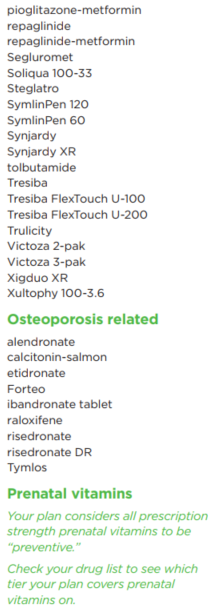 pioglitazone-metformin
repaglinide
repaglinide-metformin
Segluromet
Soliqua 100-33
Steglatro
SymlinPen 120
SymlinPen 60
Synjardy
Synjardy XR
tolbutamide
Tresiba
Tresiba FlexTouch U-100
Tresiba FlexTouch U-200
Trulicity
Victoza 2-pak
Victoza 3-pak
Xigduo XR
Xultophy 100-3.6
Osteoporosis related
alendronate
calcitonin-salmon
etidronate
Forteo
ibandronate tablet
raloxifene
risedronate
risedronate DR
Tymlos
Prenatal vitamins
Your plan considers all prescription
strength prenatal vitamins to be
“preventive.”
Check your drug list to see which
tier your plan covers prenatal
vitamins on.